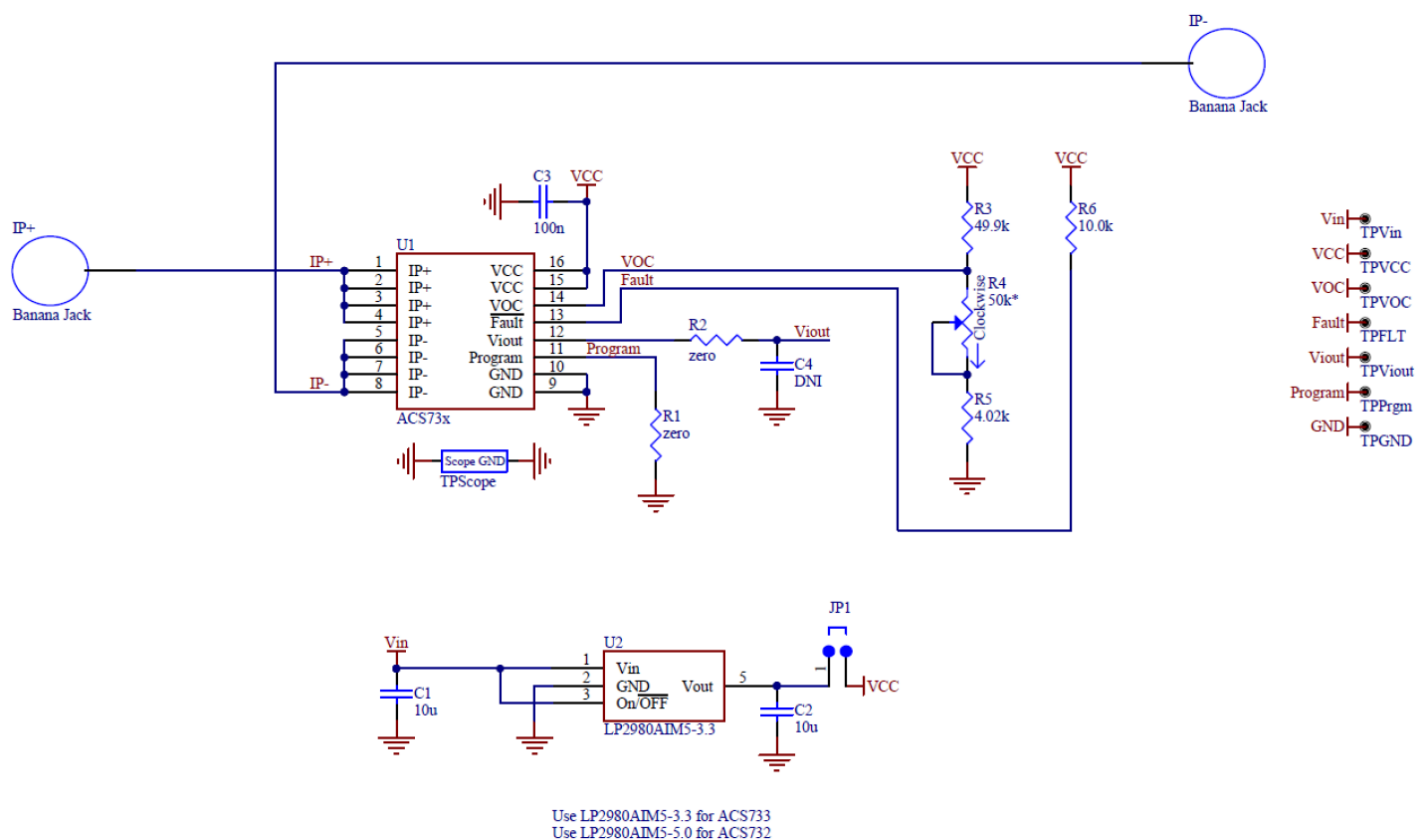 IP-
Banana Jack
IP+
Banana Jack
C3
100n
VCC
VCC
VCC
R3
49.9k
R6
10.0k
U1
IP+
1
2
3
4
5
6
7
8
IP-
IP+
IP+
IP+
IP+
IP-
IP-
IP-
IP-
VCC
VCC
VOC
Fault
Viout
Program
GND
GND
16
15
14
13
12
11
10
9
ACS73x
VOC
Fault
Program
R2
zero
Viout
C4
DNI
R1
zero
R4
50k*
Clockwise
R5
4.02k
Scope GND
TPScope
Vin
TPVin
VCC
TPVCC
VOC
TPVOC
Fault
TPFLT
Viout
TPViout
Program
TPPrgm
GND
TPGND
Vin
C1
10u
U2
1
2
3
Vin
GND
On/OFF
Vout
5
LP2980AIM5-3.3
C2
10u
JP1
1
VCC
Use LP2980AIM5-3.3 for ACS733
Use LP2980AIM5-5.0 for ACS732